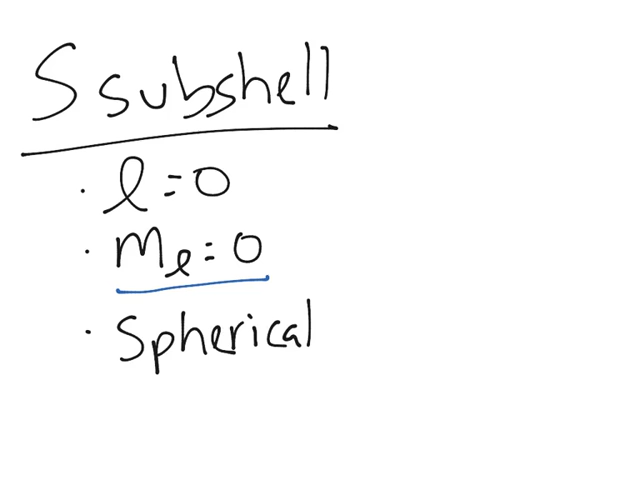 S subshell
· l = 0
· ml = 0
· Spherical